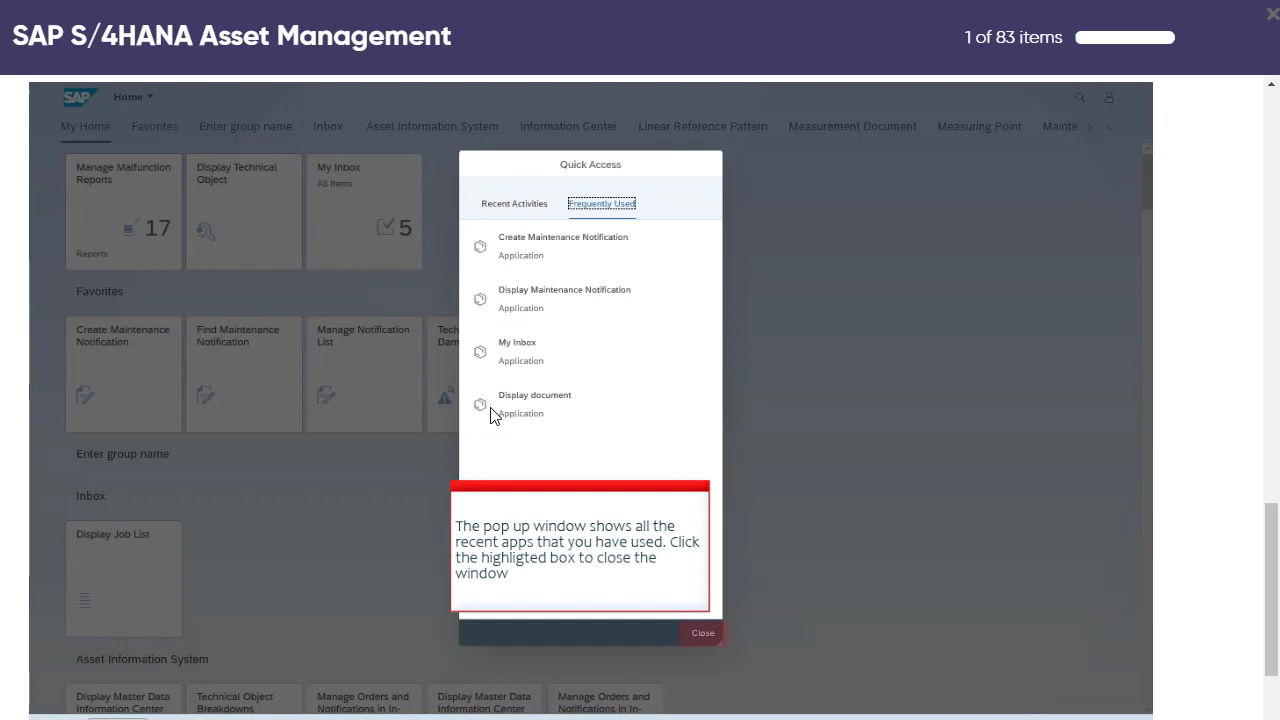 SAP S/4HANA Asset Management
1 of 83 items
SAP
Home
My Home
Favorites
Enter group name
Inbox
Asset Information System
Information Center
Linear Reference Pattern
Measurement Document
Measuring Point
Mainte
Manage Malfunction
Reports
17
Reports
Display Technical
Object
My Inbox
All Items
5
Favorites
Create Maintenance
Notification
Find Maintenance
Notification
Manage Notification
List
Tech
Dam
Enter group name
Inbox
Display Job List
Asset Information System
Display Master Data
Information Center
Technical Object
Breakdowns
Manage Orders and
Notifications in In-
Display Master Data
Information Center
Manage Orders and
Notifications in In-
Quick Access
Recent Activities
Frequently Used
Create Maintenance Notification
Application
Display Maintenance Notification
Application
My Inbox
Application
Display document
Application
The pop up window shows all the
recent apps that you have used. Click
the highligted box to close the
window
Close